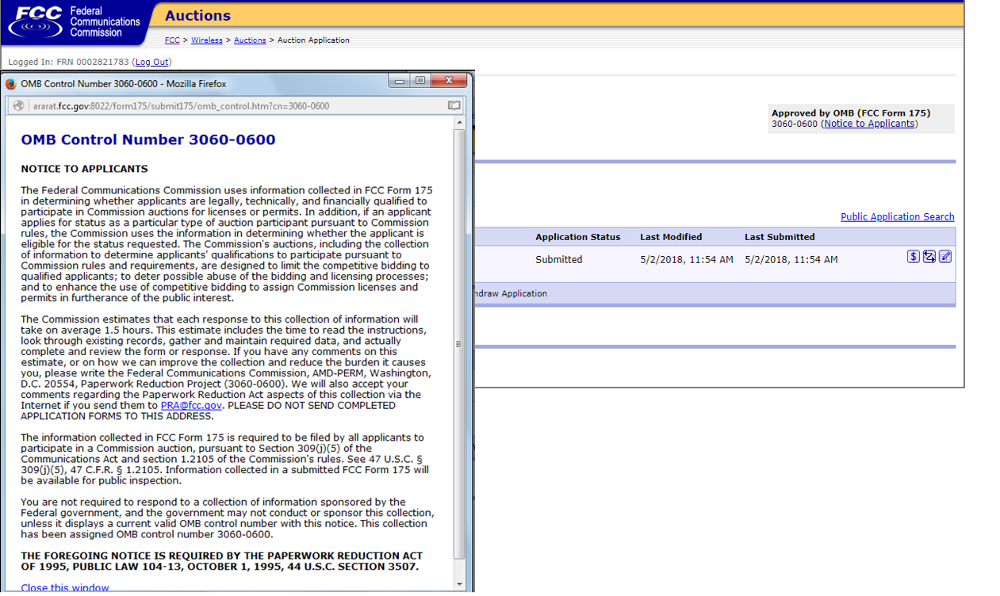 FCC Federal
Communications
Commission
Auctions
FCC > Wireless > Auctions > Auction Application
Logged In: FRN 0002821783 (Log Out)
OMB Control Number 3060-0600 - Mozilla Firefox
ararat.fcc.gov:8022/form175/submit175/omb_control.htm?cn=3060-0600
OMB Control Number 3060-0600
NOTICE TO APPLICANTS
The Federal Communications Commission uses information collected in FCC Form 175
in determining whether applicants are legally, technically, and financially qualified to
participate in Commission auctions for licenses or permits. In addition, if an applicant
applies for status as a particular type of auction participant pursuant to Commission
rules, the Commission uses the information in determining whether the applicant is
eligible for the status requested. The Commission's auctions, including the collection
of information to determine applicants' qualifications to participate pursuant to
Commission rules and requirements, are designed to limit the competitive bidding to
qualified applicants; to deter possible abuse of the bidding and licensing processes;
and to enhance the use of competitive bidding to assign Commission licenses and
permits in furtherance of the public interest.
The Commission estimates that each response to this collection of information will
take on average 1.5 hours. This estimate includes the time to read the instructions,
look through existing records, gather and maintain required data, and actually
complete and review the form or response. If you have any comments on this
estimate, or on how we can improve the collection and reduce the burden it causes
you, please write the Federal Communications Commission, AMD-PERM, Washington,
D.C. 20554, Paperwork Reduction Project (3060-0600). We will also accept your
comments regarding the Paperwork Reduction Act aspects of this collection via the
Internet if you send them to PRA@fcc.gov. PLEASE DO NOT SEND COMPLETED
APPLICATION FORMS TO THIS ADDRESS.
The information collected in FCC Form 175 is required to be filed by all applicants to
participate in a Commission auction, pursuant to Section 309(j)(5) of the
Communications Act and section 1.2105 of the Commission's rules. See 47 U.S.C. §
309(j)(5), 47 C.F.R. § 1.2105. Information collected in a submitted FCC Form 175 will
be available for public inspection.
You are not required to respond to a collection of information sponsored by the
Federal government, and the government may not conduct or sponsor this collection,
unless it displays a current valid OMB control number with this notice. This collection
has been assigned OMB control number 3060-0600.
THE FOREGOING NOTICE IS REQUIRED BY THE PAPERWORK REDUCTION ACT
OF 1995, PUBLIC LAW 104-13, OCTOBER 1, 1995, 44 U.S.C. SECTION 3507.
Close this window
Approved by OMB (FCC Form 175)
3060-0600 (Notice to Applicants)
Public Application Search
Application Status Last Modified Last Submitted
Submitted 5/2/2018, 11:54 AM 5/2/2018, 11:54 AM $
hdraw Application